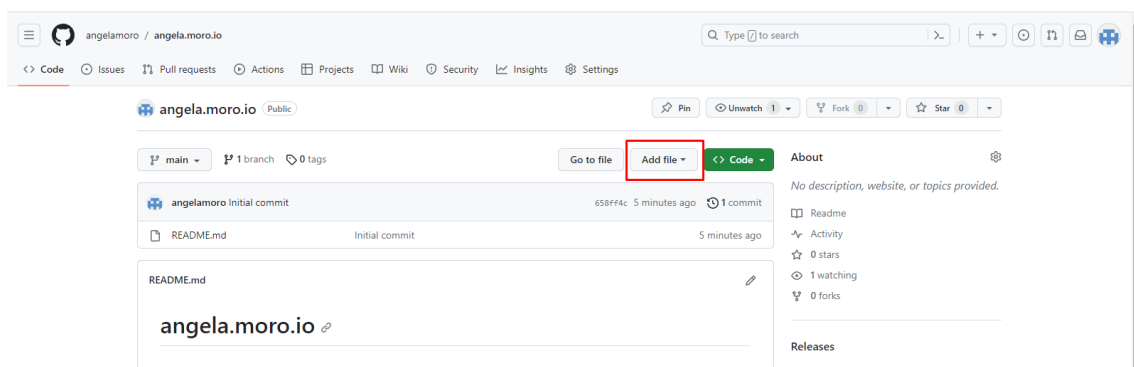 angelamoro / angela.moro.io Type / to search
Code Issues Pull requests Actions Projects Wiki Security Insights Settings
angela.moro.io Public Pin Unwatch 1 Fork 0 Star 0
main 1 branch 0 tags Go to file Add file <> Code About
No description, website, or topics provided.
angelamoro Initial commit 658ff4c 5 minutes ago 1 commit
Readme
README.md Initial commit 5 minutes ago
Activity
0 stars
README.md
1 watching
0 forks
angela.moro.io
Releases